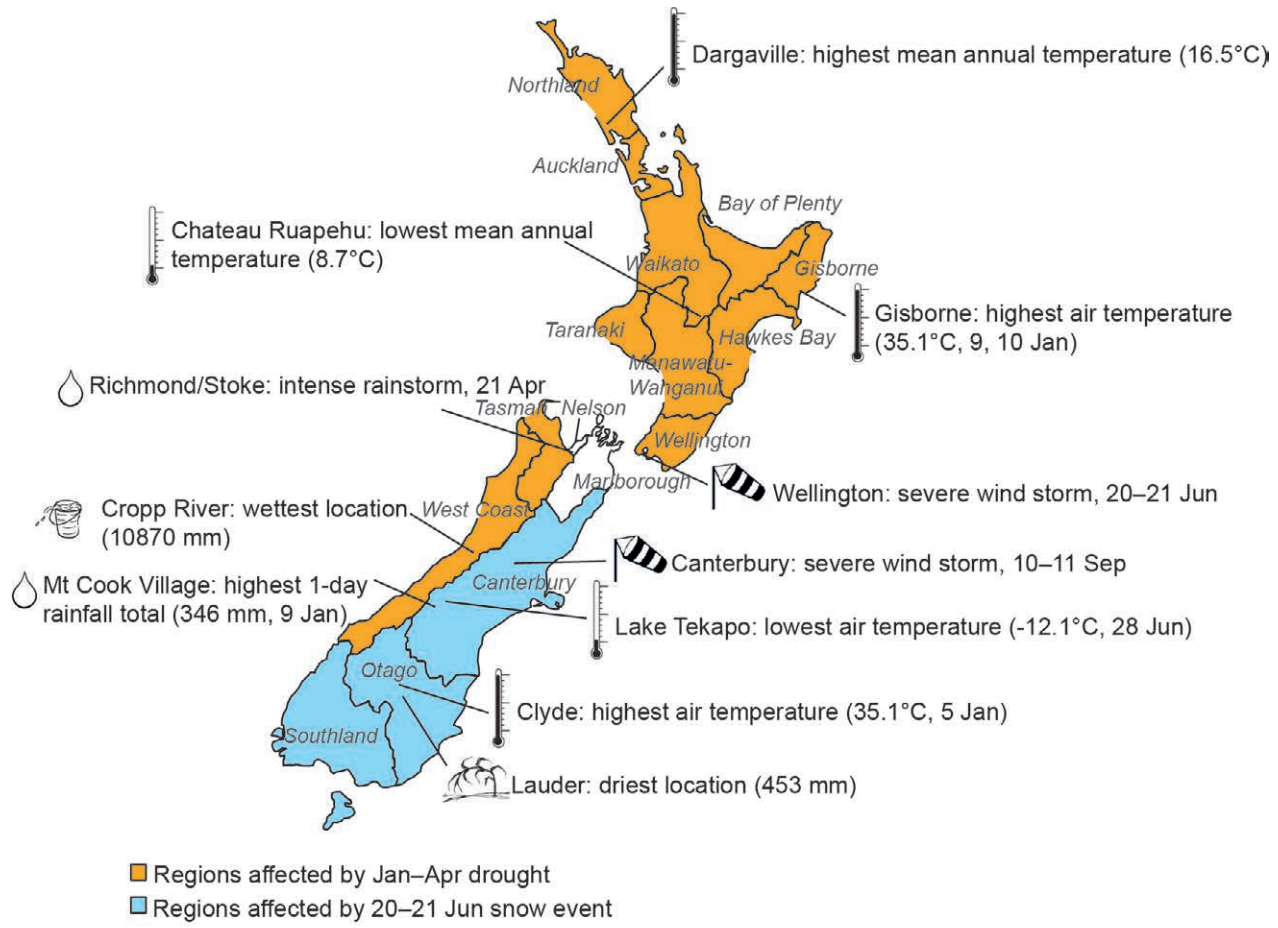 Dargaville: highest mean annual temperature (16.5°C)
Northland
Auckland
Bay of Plenty
Chateau Ruapehu: lowest mean annual
temperature (8.7°C)
Waikato
Gisborne
Gisborne: highest air temperature
(35.1°C, 9, 10 Jan)
Taranaki
Hawkes Bay
Manawatu-
Wanganui
Richmond/Stoke: intense rainstorm, 21 Apr
Tasman
Nelson
Wellington
Marlborough
Wellington: severe wind storm, 20–21 Jun
Cropp River: wettest location
(10870 mm)
West Coast
Canterbury: severe wind storm, 10–11 Sep
Mt Cook Village: highest 1-day
rainfall total (346 mm, 9 Jan)
Canterbury
Lake Tekapo: lowest air temperature (-12.1°C, 28 Jun)
Otago
Clyde: highest air temperature (35.1°C, 5 Jan)
Southland
Lauder: driest location (453 mm)
Regions affected by Jan–Apr drought
Regions affected by 20–21 Jun snow event